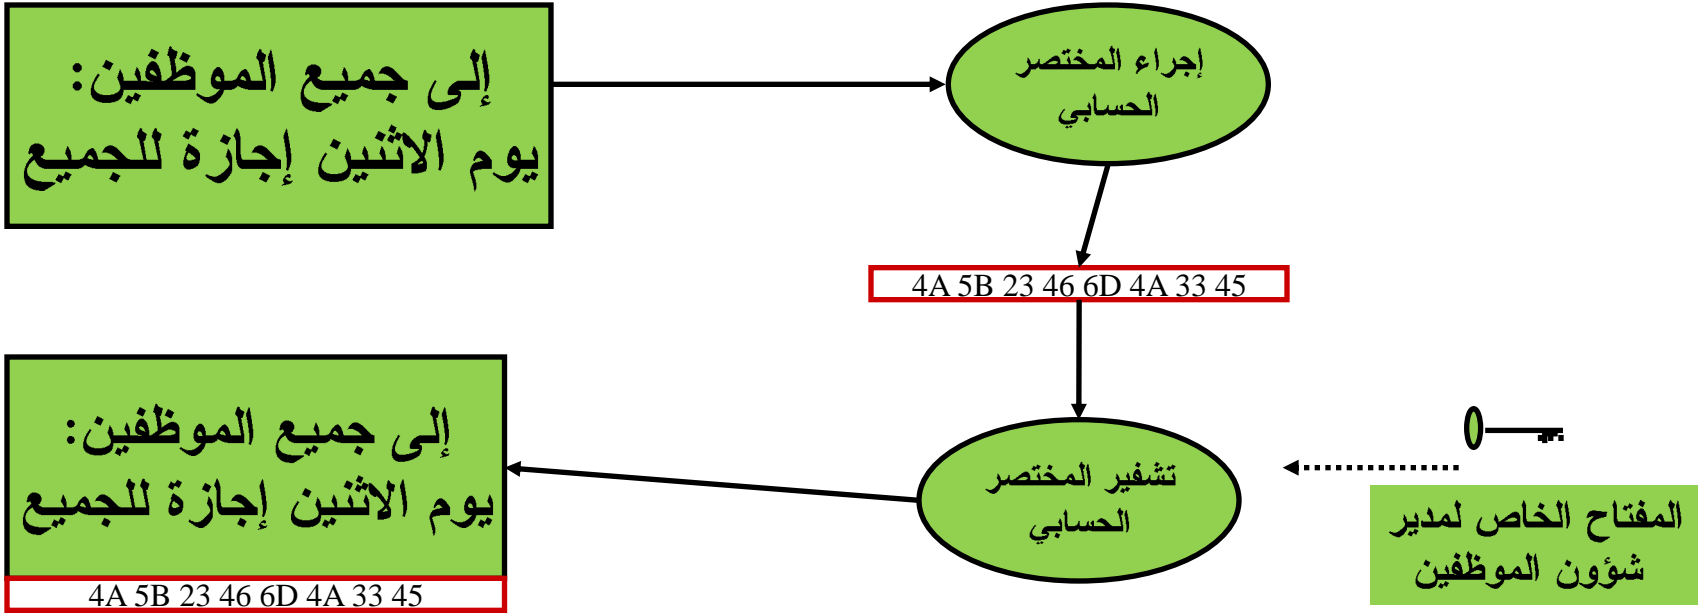 إلى جميع الموظفين:
يوم الاثنين إجازة للجميع
إجراء المختصر
الحسابي
4A 5B 23 46 6D 4A 33 45
تشفير المختصر
الحسابي
المفتاح الخاص لمدير
شؤون الموظفين
إلى جميع الموظفين:
يوم الاثنين إجازة للجميع
4A 5B 23 46 6D 4A 33 45